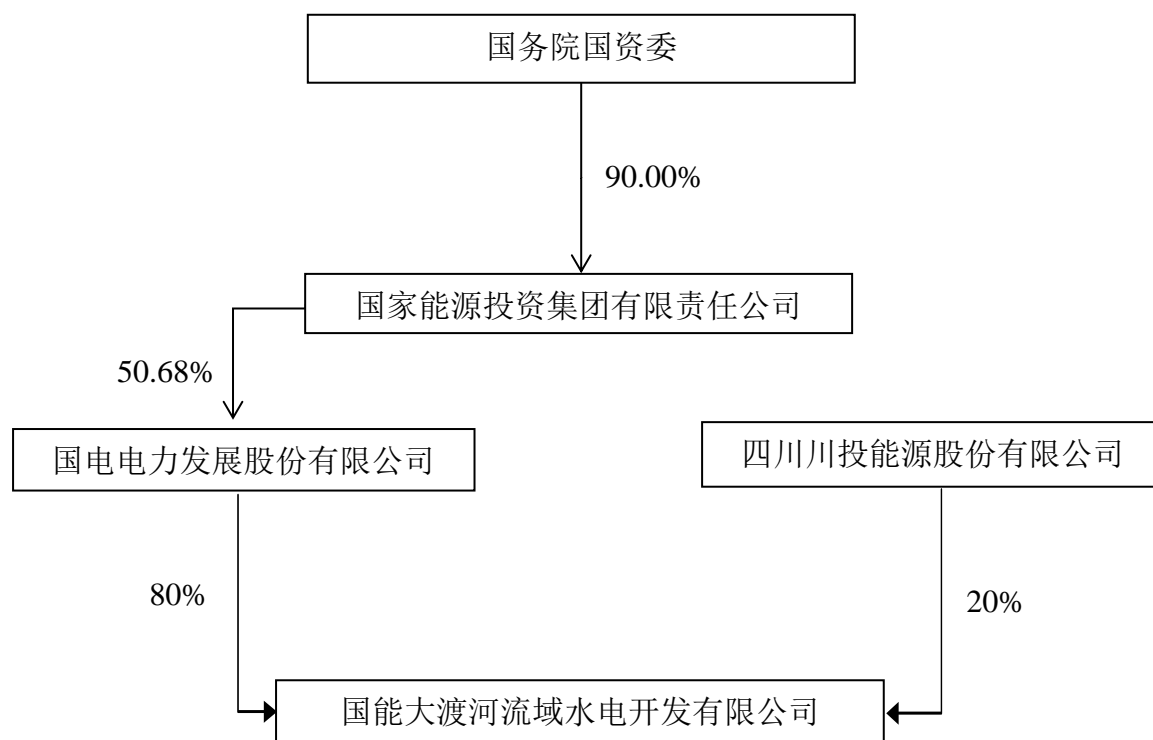 国务院国资委
90.00%
国家能源投资集团有限责任公司
50.68%
国电电力发展股份有限公司
四川川投能源股份有限公司
80%
20%
国能大渡河流域水电开发有限公司